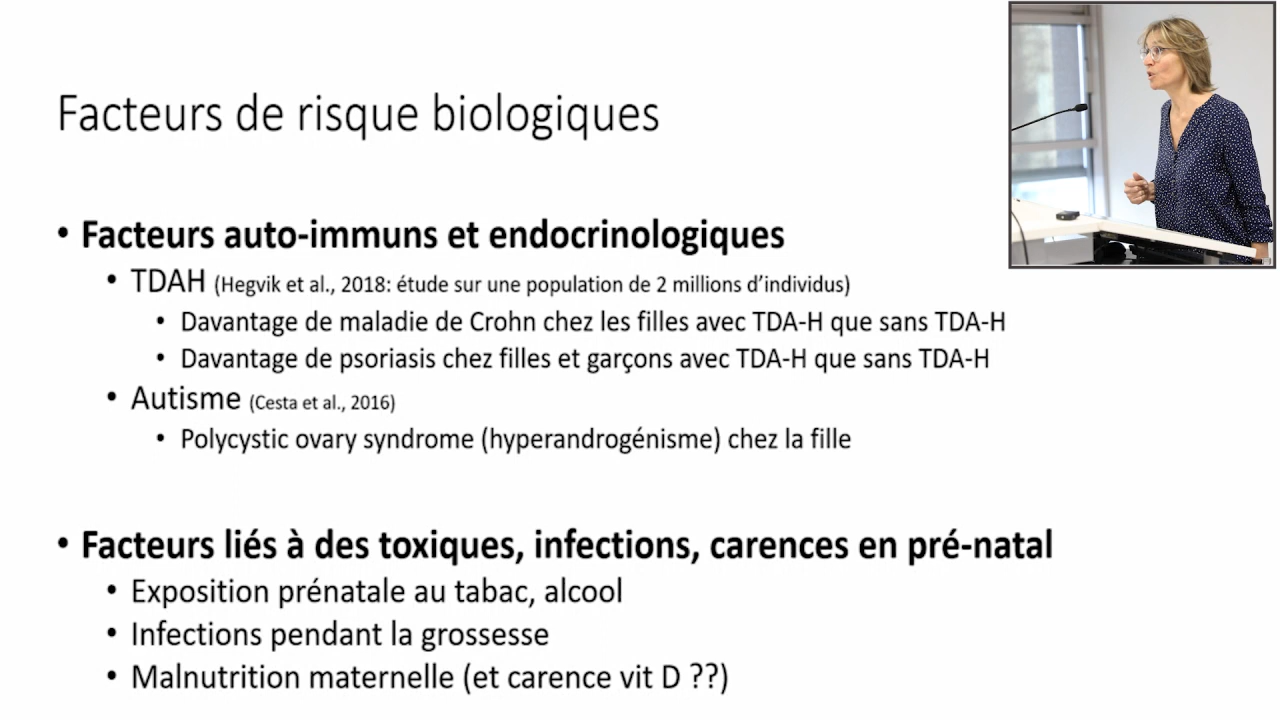 Facteurs de risque biologiques
• Facteurs auto-immuns et endocrinologiques
• TDAH (Hegvik et al., 2018: étude sur une population de 2 millions d’individus)
• Davantage de maladie de Crohn chez les filles avec TDA-H que sans TDA-H
• Davantage de psoriasis chez filles et garçons avec TDA-H que sans TDA-H
• Autisme (Cesta et al., 2016)
• Polycystic ovary syndrome (hyperandrogénisme) chez la fille
• Facteurs liés à des toxiques, infections, carences en pré-natal
• Exposition prénatale au tabac, alcool
• Infections pendant la grossesse
• Malnutrition maternelle (et carence vit D ??)